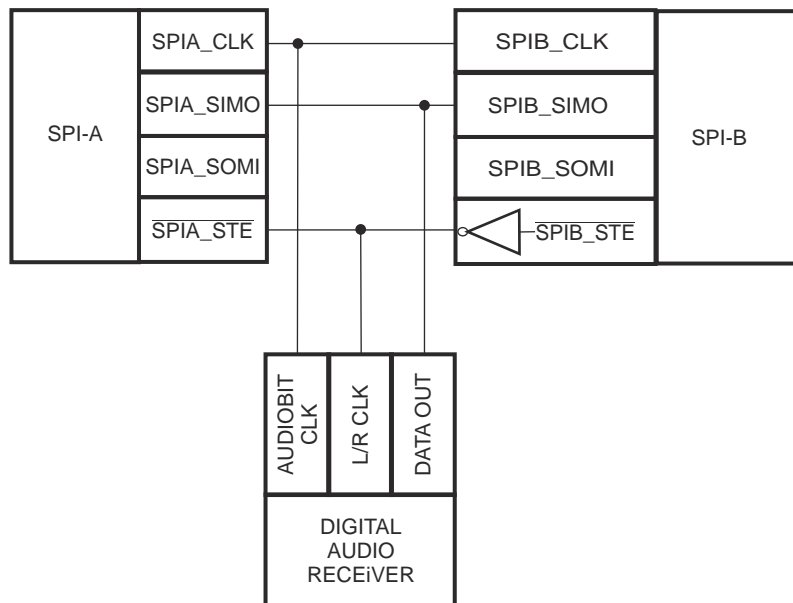 SPI-A
SPIA_CLK
SPIA_SIMO
SPIA_SOMI
SPIA_STE
SPIB_CLK
SPIB_SIMO
SPIB_SOMI
SPIB_STE
SPI-B
AUDIOBIT
CLK
L/R CLK
DATA OUT
DIGITAL
AUDIO
RECEiVER